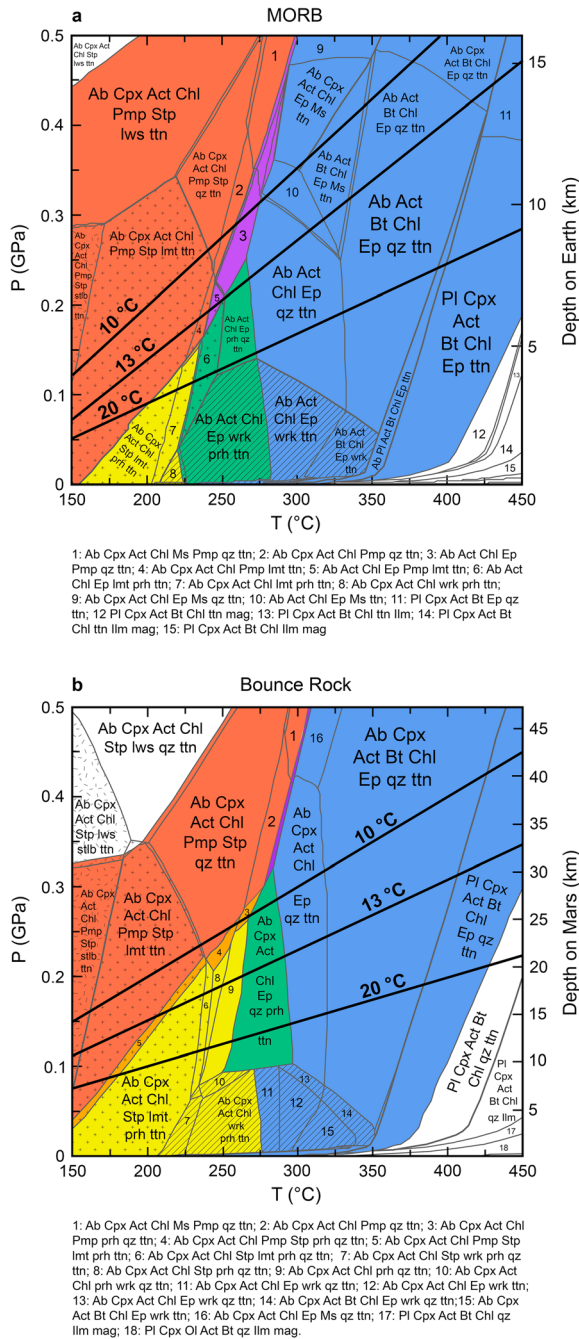 a MORB
0.5
Ab Cpx Act
Chl Stp
lws ttn
Ab Cpx Act Chl
Pmp Stp
lws ttn
1
9
Ab Cpx
Act Bt Chl
Ep qz ttn
15
Ab Cpx
Act Chl
Ep Ms ttn
Ab Act
Bt Chl
Ep qz ttn
11
0.4
Ab Cpx
Act Chl
Pmp Stp
qz ttn
2
10
Ab Act
Bt Chl
Ep Ms ttn
0.3
Ab
Cpx
Act
Chl
Pmp
Stp
stlb
ttn
Ab Cpx Act Chl
Pmp Stp lmt ttn
3
Ab Act
Bt Chl
Ep qz ttn
10
P (GPa)
Depth on Earth (km)
0.2
10 °C
13 °C
20 °C
5
4
Ab Act
Chl Ep
prh qz
ttn
Ab Act
Chl Ep
qz ttn
Pl Cpx
Act
Bt Chl
Ep ttn
5
6
13
0.1
Ab Cpx
Act Chl
Stp lmt
prh ttn
7
8
Ab Act Chl
Ep wrk
prh ttn
Ab Act
Chl Ep
wrk ttn
Ab Act
Bt Chl
Ep wrk
ttn
Ab Pl Act Bt Chl Ep ttn
12
14
15
0
150 200 250 300 350 400 450
T (°C)
1: Ab Cpx Act Chl Ms Pmp qz ttn; 2: Ab Cpx Act Chl Pmp qz ttn; 3: Ab Act Chl Ep
Pmp qz ttn; 4: Ab Cpx Act Chl Pmp lmt ttn; 5: Ab Act Chl Ep Pmp lmt ttn; 6: Ab
Act Chl Ep lmt prh ttn; 7: Ab Cpx Act Chl lmt prh ttn; 8: Ab Cpx Act Chl wrk prh ttn;
9: Ab Cpx Act Chl Ep Ms qz ttn; 10: Ab Act Chl Ep Ms ttn; 11: Pl Cpx Act Bt Ep qz
ttn; 12 Pl Cpx Act Bt Chl ttn mag; 13: Pl Cpx Act Bt Chl ttn Ilm; 14: Pl Cpx Act Bt
Chl ttn Ilm mag; 15: Pl Cpx Act Bt Chl Ilm mag
b Bounce Rock
0.5
Ab Cpx Act Chl
Stp lws qz ttn
1
16
Ab Cpx
Act Bt Chl
Ep qz ttn
45
40
0.4
Ab Cpx
Act Chl
Stp lws
stlb ttn
Ab Cpx
Act Chl
Pmp Stp
qz ttn
2
Ab
Cpx
Act
Chl
Ep
qz ttn
10 °C
35
0.3
Ab Cpx
Act
Chl
Pmp
Stp
stlb
ttn
Ab Cpx
Act Chl
Pmp Stp
lmt ttn
3
13 °C
Pl Cpx
Act Bt
Chl
Ep qz
ttn
30
25
P (GPa)
Depth on Mars (km)
0.2
4
8
9
6
5
Ab
Cpx
Act
Chl
Ep
qz prh
ttn
20 °C
20
15
0.1
Ab Cpx
Act Chl
Stp lmt
prh ttn
10
7
Ab Cpx
Act Chl
wrk
prh ttn
11
12
13
14
15
Pl Cpx Act Bt
Chl qz ttn
Pl
Cpx
Act
Bt Chl
qz Ilm
17
18
10
5
0
150 200 250 300 350 400 450
T (°C)
1: Ab Cpx Act Chl Ms Pmp qz ttn; 2: Ab Cpx Act Chl Pmp qz ttn; 3: Ab Cpx Act Chl
Pmp prh qz ttn; 4: Ab Cpx Act Chl Pmp Stp prh qz ttn; 5: Ab Cpx Act Chl Pmp Stp
lmt prh ttn; 6: Ab Cpx Act Chl Stp lmt prh qz ttn; 7: Ab Cpx Act Chl Stp wrk prh qz
ttn; 8: Ab Cpx Act Chl Stp prh qz ttn; 9: Ab Cpx Act Chl prh qz ttn; 10: Ab Cpx Act
Chl prh wrk qz ttn; 11: Ab Cpx Act Chl Ep wrk qz ttn; 12: Ab Cpx Act Chl Ep wrk ttn;
13: Ab Cpx Act Chl Ep wrk qz ttn; 14: Ab Cpx Act Bt Chl Ep wrk qz ttn;15: Ab Cpx
Act Bt Chl Ep wrk ttn; 16: Ab Cpx Act Chl Ep Ms qz ttn; 17: Pl Cpx Act Bt Chl qz
qz Ilm mag; 18: Pl Cpx Ol Act Bt qz Ilm mag.